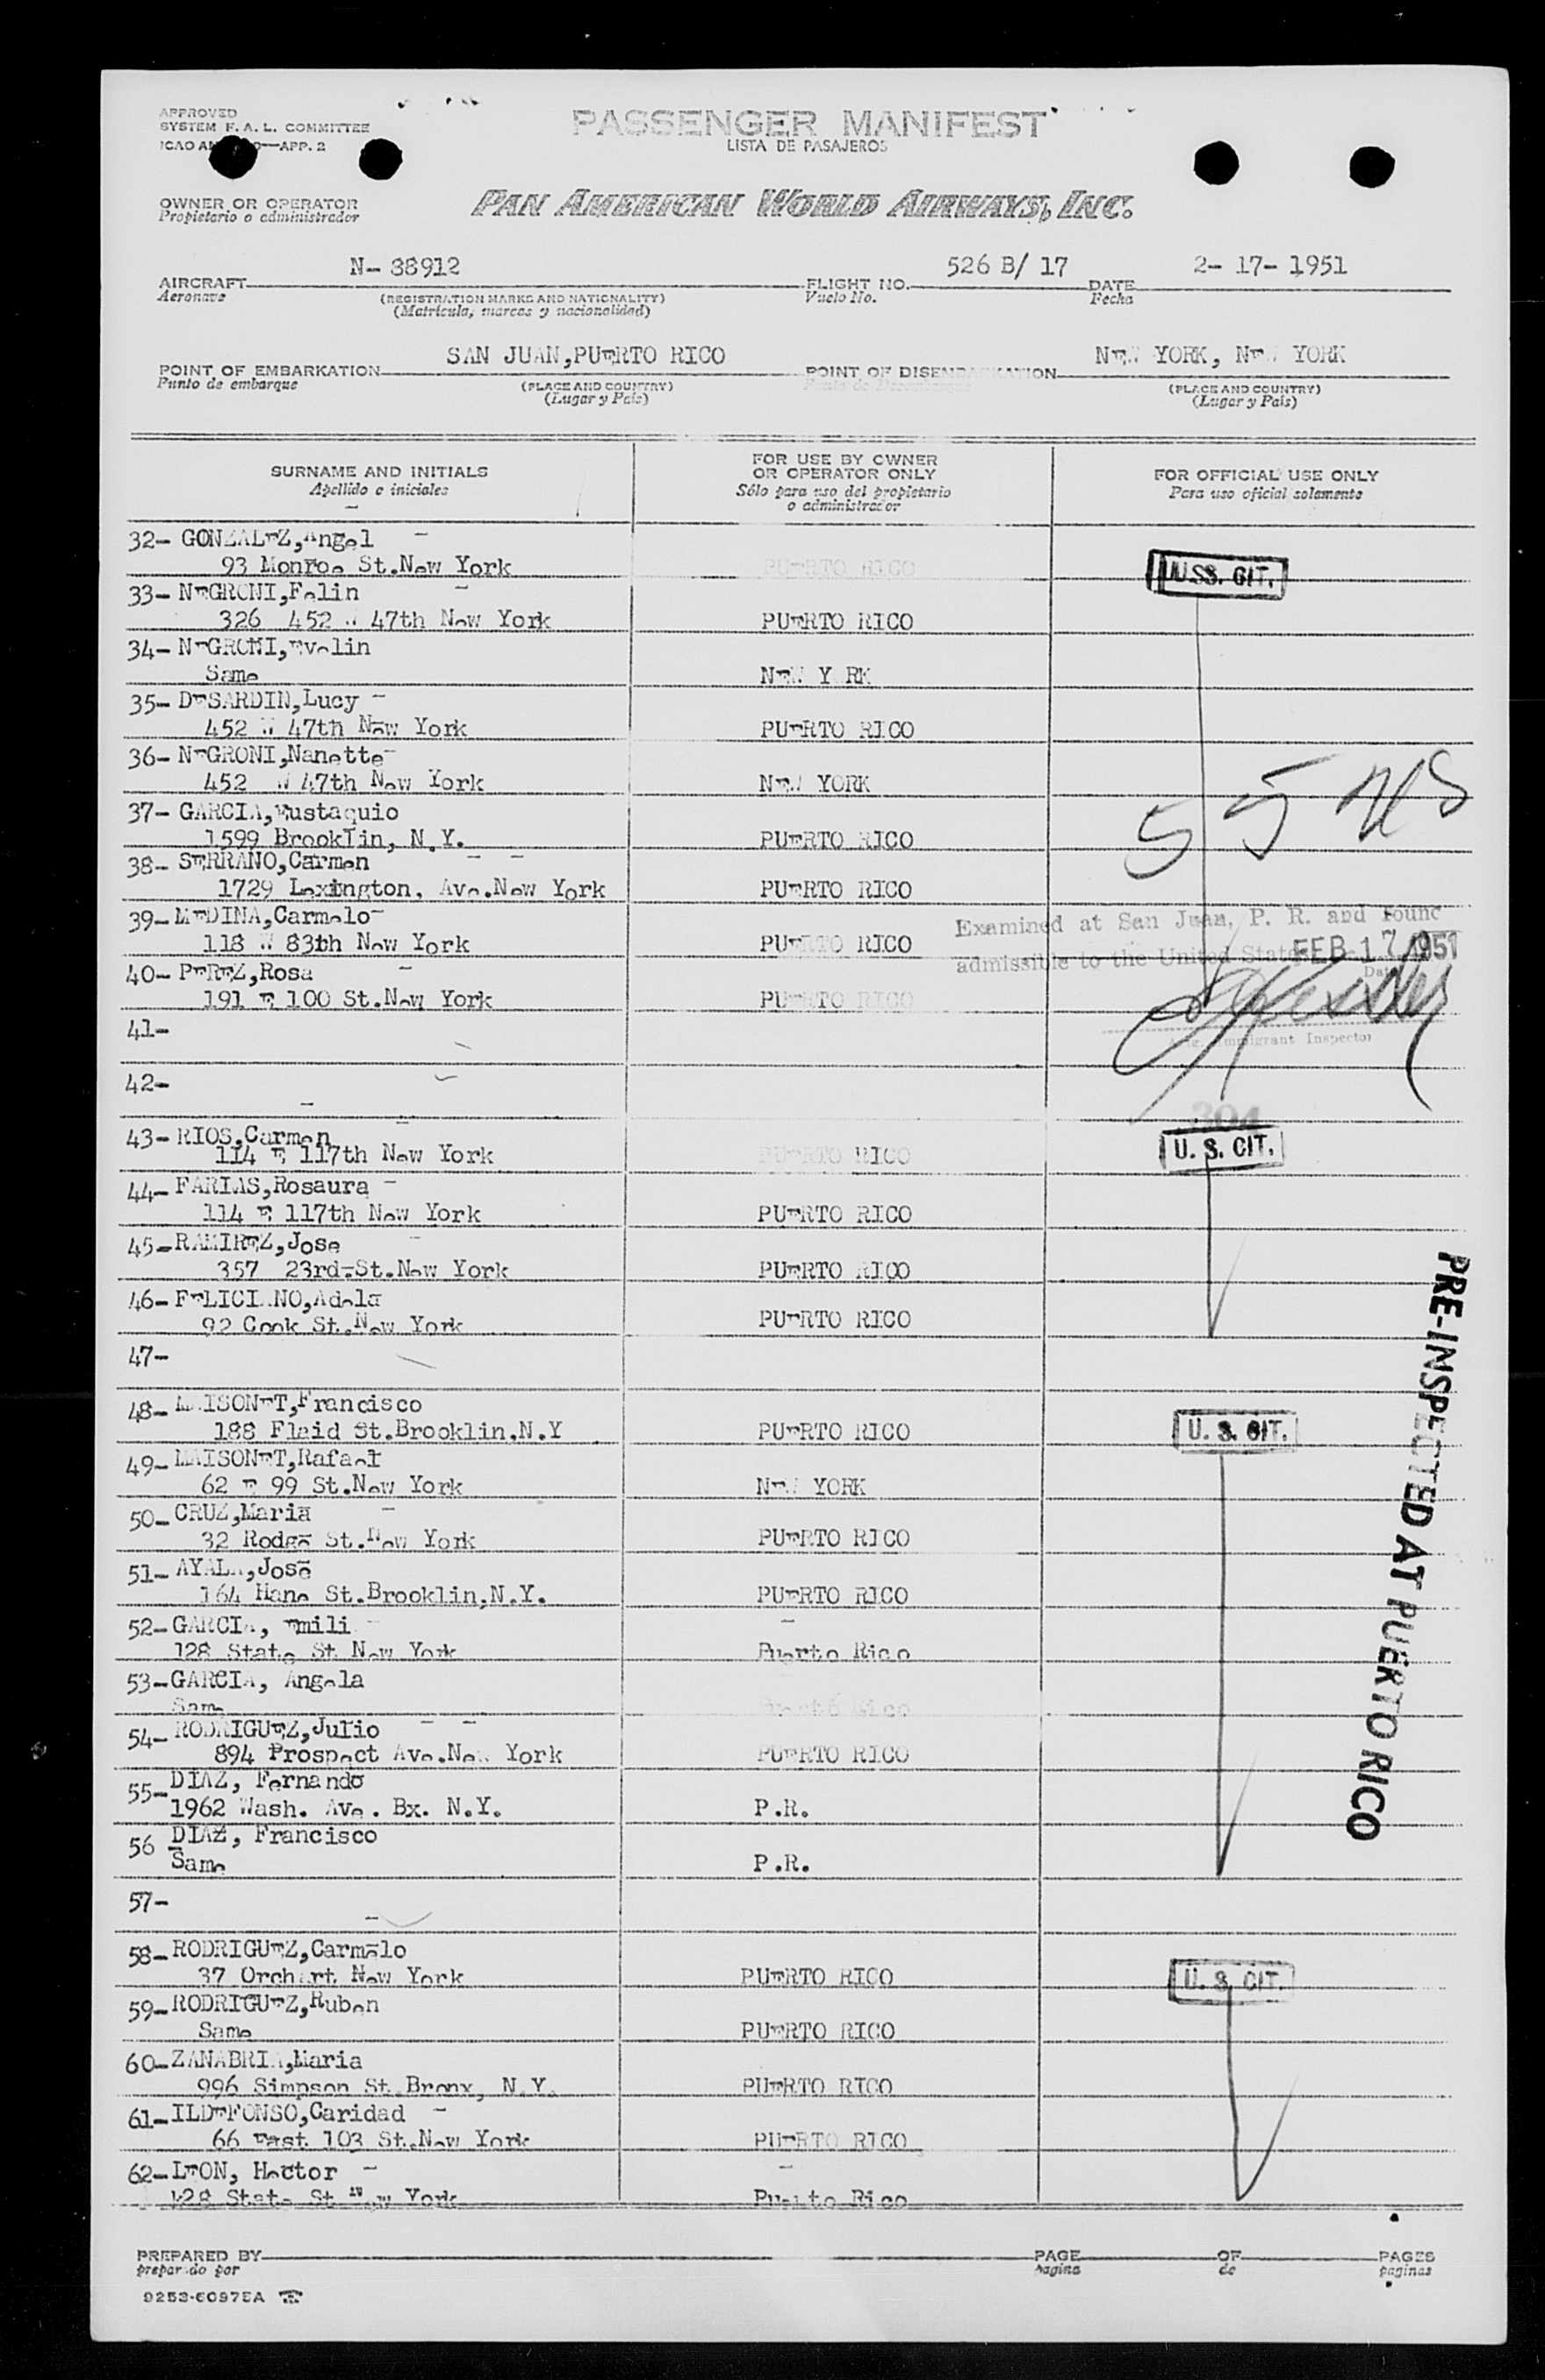 APPROVED
SYSTEM F. A. L. COMMITTEE
ICAO —APP. 2
PASSENGER MANIFEST
LISTA DE PASAJEROS
OWNER OR OPERATOR
Propietario o administrador
PAN AMERICAN WORLD AIRWAYS, INC.
AIRCRAFT N- 88912 FLIGHT NO. 526 B/ 17 DATE 2- 17- 1951
Aeronave (REGISTRATION MARKS AND NATIONALITY) Vuelo No. Fecha
(Matrícula, marcas y nacionalidad)
POINT OF EMBARKATION SAN JUAN,PUERTO RICO POINT OF NEW YORK, NEW YORK
Punto de embarque (PLACE AND COUNTRY) (PLACE AND COUNTRY)
(Lugar y País) (Lugar y País)
SURNAME AND INITIALS
Apellido e iniciales
FOR USE BY OWNER
OR OPERATOR ONLY
Sólo para uso del propietario
o administrador
FOR OFFICIAL USE ONLY
Para uso oficial solamente
32- GONZALEZ,Angel
93 Monroe St.New York PUERTO RICO
U.S. CIT.
33- NEGRONI,Felin
326 452 W 47th New York PUERTO RICO
34- NEGRONI,Evelin
Same NEW Y RK
35- DESARDIN,Lucy
452 W 47th New York PUERTO RICO
36- NEGRONI,Nanette
452 W 47th New York NEW YORK
37- GARCIA,Eustaquio
1599 Brooklin, N.Y. PUERTO RICO
55
38- SERRANO,Carmen
1729 Lexington, Ave.New York PUERTO RICO
39- MEDINA,Carmelo
118 W 83th New York PUERTO RICO
Examined at San Juan, P. R. and found
admissible to the United States
FEB 17 1951
Date
40- PEREZ,Rosa
191 E 100 St.New York PUERTO RICO
Immigrant Inspector
41-
42-
304
43- RIOS,Carmen
114 E 117th New York PUERTO RICO
U. S. CIT.
44- FARIAS,Rosaura
114 E 117th New York PUERTO RICO
45- RAMIREZ,Jose
357 23rd-St.New York PUERTO RICO
46- FELICIANO,Adela
92 Cook St.New York PUERTO RICO
47-
48- MAISONET,Francisco
188 Flaid St.Brooklin,N.Y PUERTO RICO
U. S. CIT.
49- MAISONET,Rafael
62 E 99 St.New York NEW YORK
50- CRUZ,Maria
32 Rodge St.New York PUERTO RICO
51- AYALA,José
164 Hane St.Brooklin,N.Y. PUERTO RICO
52- GARCIA, Emili
128 State St New York Puerto Rico
53- GARCIA, Angela
Same Puerto Rico
54- RODRIGUEZ,Julio
894 Prospect Ave.New York PUERTO RICO
55- DIAZ, Fernando
1962 Wash. Ave. Bx. N.Y. P.R.
56 DIAZ, Francisco
Same P.R.
57-
58- RODRIGUEZ,Carmelo
37 Orchart New York PUERTO RICO
U. S. CIT.
59- RODRIGUEZ,Ruben
Same PUERTO RICO
60- ZANABRIA,Maria
996 Simpson St.Bronx, N.Y. PUERTO RICO
61- ILDEFONSO,Caridad
66 East 103 St.New York PUERTO RICO
62- LEON, Hector
128 State St New York Puerto Rico
PRE-INSPECTED AT PUERTO RICO
PREPARED BY PAGE OF PAGES
preparado por página de páginas
9253-60975A